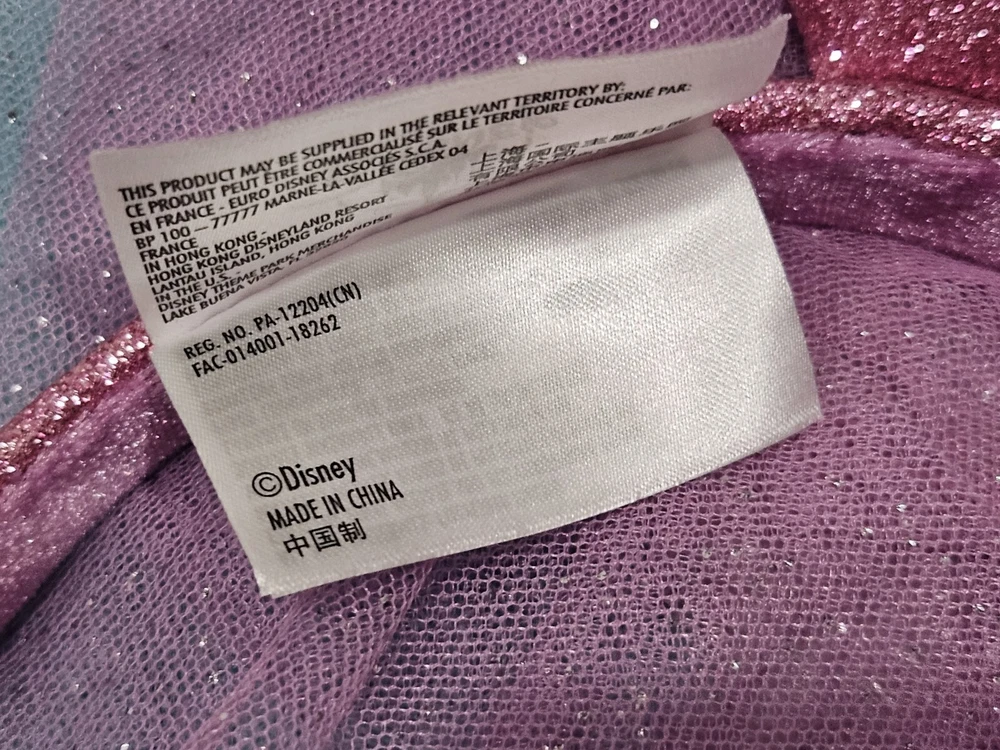 THIS PRODUCT MAY BE SUPPLIED IN THE RELEVANT TERRITORY BY:
CE PRODUIT PEUT ÊTRE COMMERCIALISÉ SUR LE TERRITOIRE CONCERNÉ PAR:
EN FRANCE - EURO DISNEY ASSOCIÉS S.C.A.
BP 100 – 77777 MARNE-LA-VALLÉE CEDEX 04
FRANCE
IN HONG KONG -
HONG KONG DISNEYLAND RESORT
LANTAU ISLAND, HONG KONG
IN THE U.S.
DISNEY THEME PARK MERCHANDISE
LAKE BUENA VISTA,
REG. NO. PA-12204(CN)
FAC-014001-18262
©Disney
MADE IN CHINA
中国制